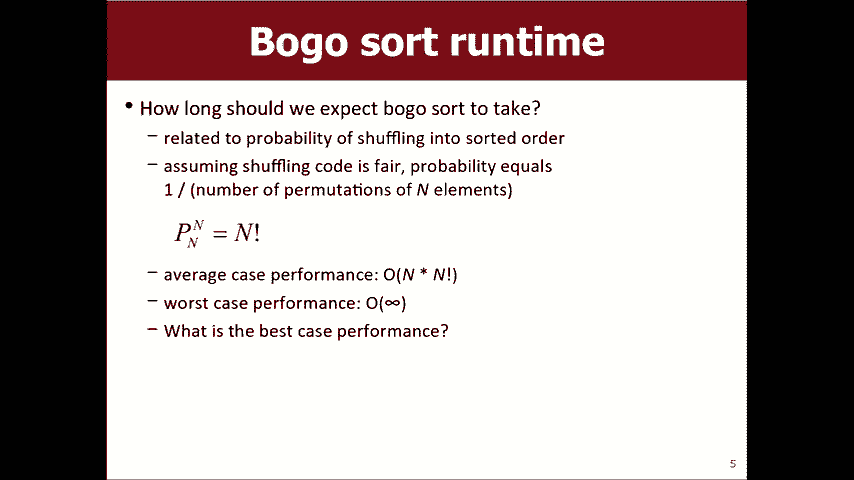 Bogo sort runtime
• How long should we expect bogo sort to take?
– related to probability of shuffling into sorted order
– assuming shuffling code is fair, probability equals
1 / (number of permutations of N elements)
P_N^N = N!
– average case performance: O(N * N!)
– worst case performance: O(∞)
– What is the best case performance?
5